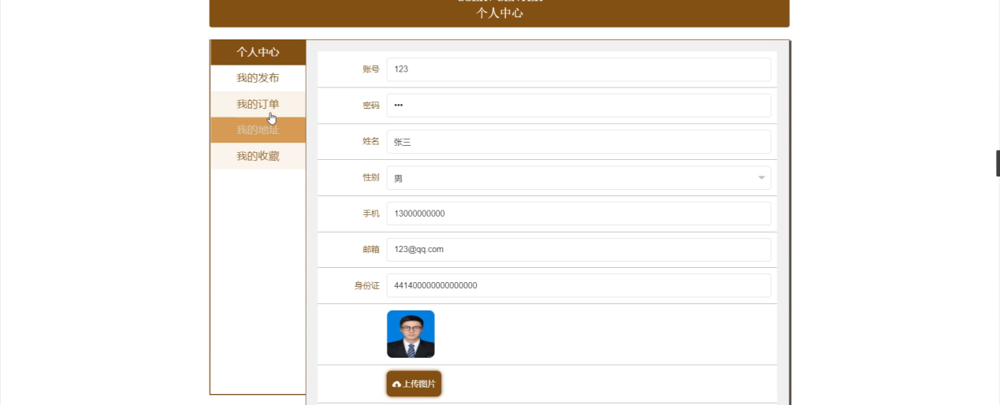 USER / CENTER
个人中心
个人中心
我的发布
我的订单
我的地址
我的收藏
账号 123
密码 •••
姓名 张三
性别 男
手机 13000000000
邮箱 123@qq.com
身份证 441400000000000000
上传图片